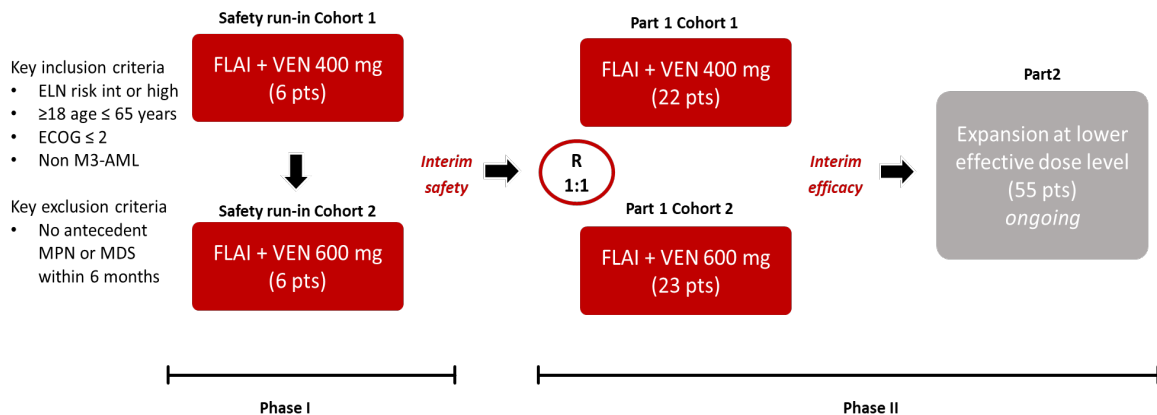 Safety run-in Cohort 1
FLAI + VEN 400 mg
(6 pts)
Key inclusion criteria
• ELN risk int or high
• ≥18 age ≤ 65 years
• ECOG ≤ 2
• Non M3-AML
Key exclusion criteria
• No antecedent
MPN or MDS
within 6 months
Safety run-in Cohort 2
FLAI + VEN 600 mg
(6 pts)
Interim
safety
Part 1 Cohort 1
FLAI + VEN 400 mg
(22 pts)
R
1:1
Part 1 Cohort 2
FLAI + VEN 600 mg
(23 pts)
Interim
efficacy
Part2
Expansion at lower
effective dose level
(55 pts)
ongoing
Phase I
Phase II